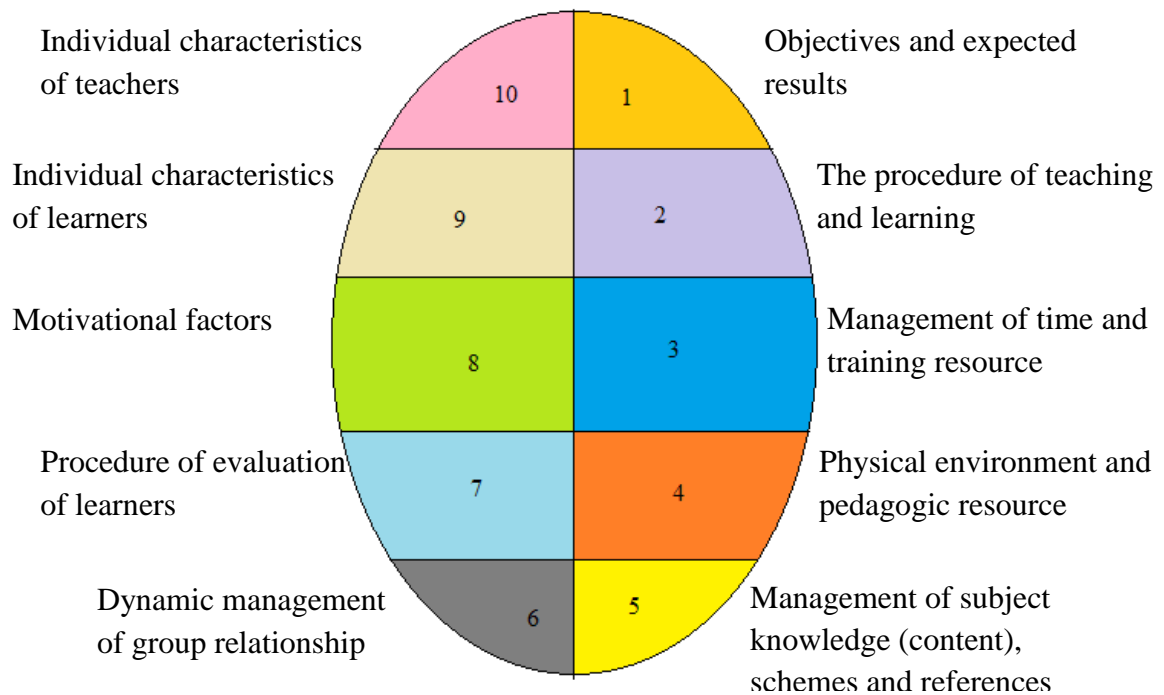 Individual characteristics
of teachers
10
1
Objectives and expected
results
Individual characteristics
of learners
9
2
The procedure of teaching
and learning
Motivational factors
8
3
Management of time and
training resource
Procedure of evaluation
of learners
7
4
Physical environment and
pedagogic resource
Dynamic management
of group relationship
6
5
Management of subject
knowledge (content),
schemes and references